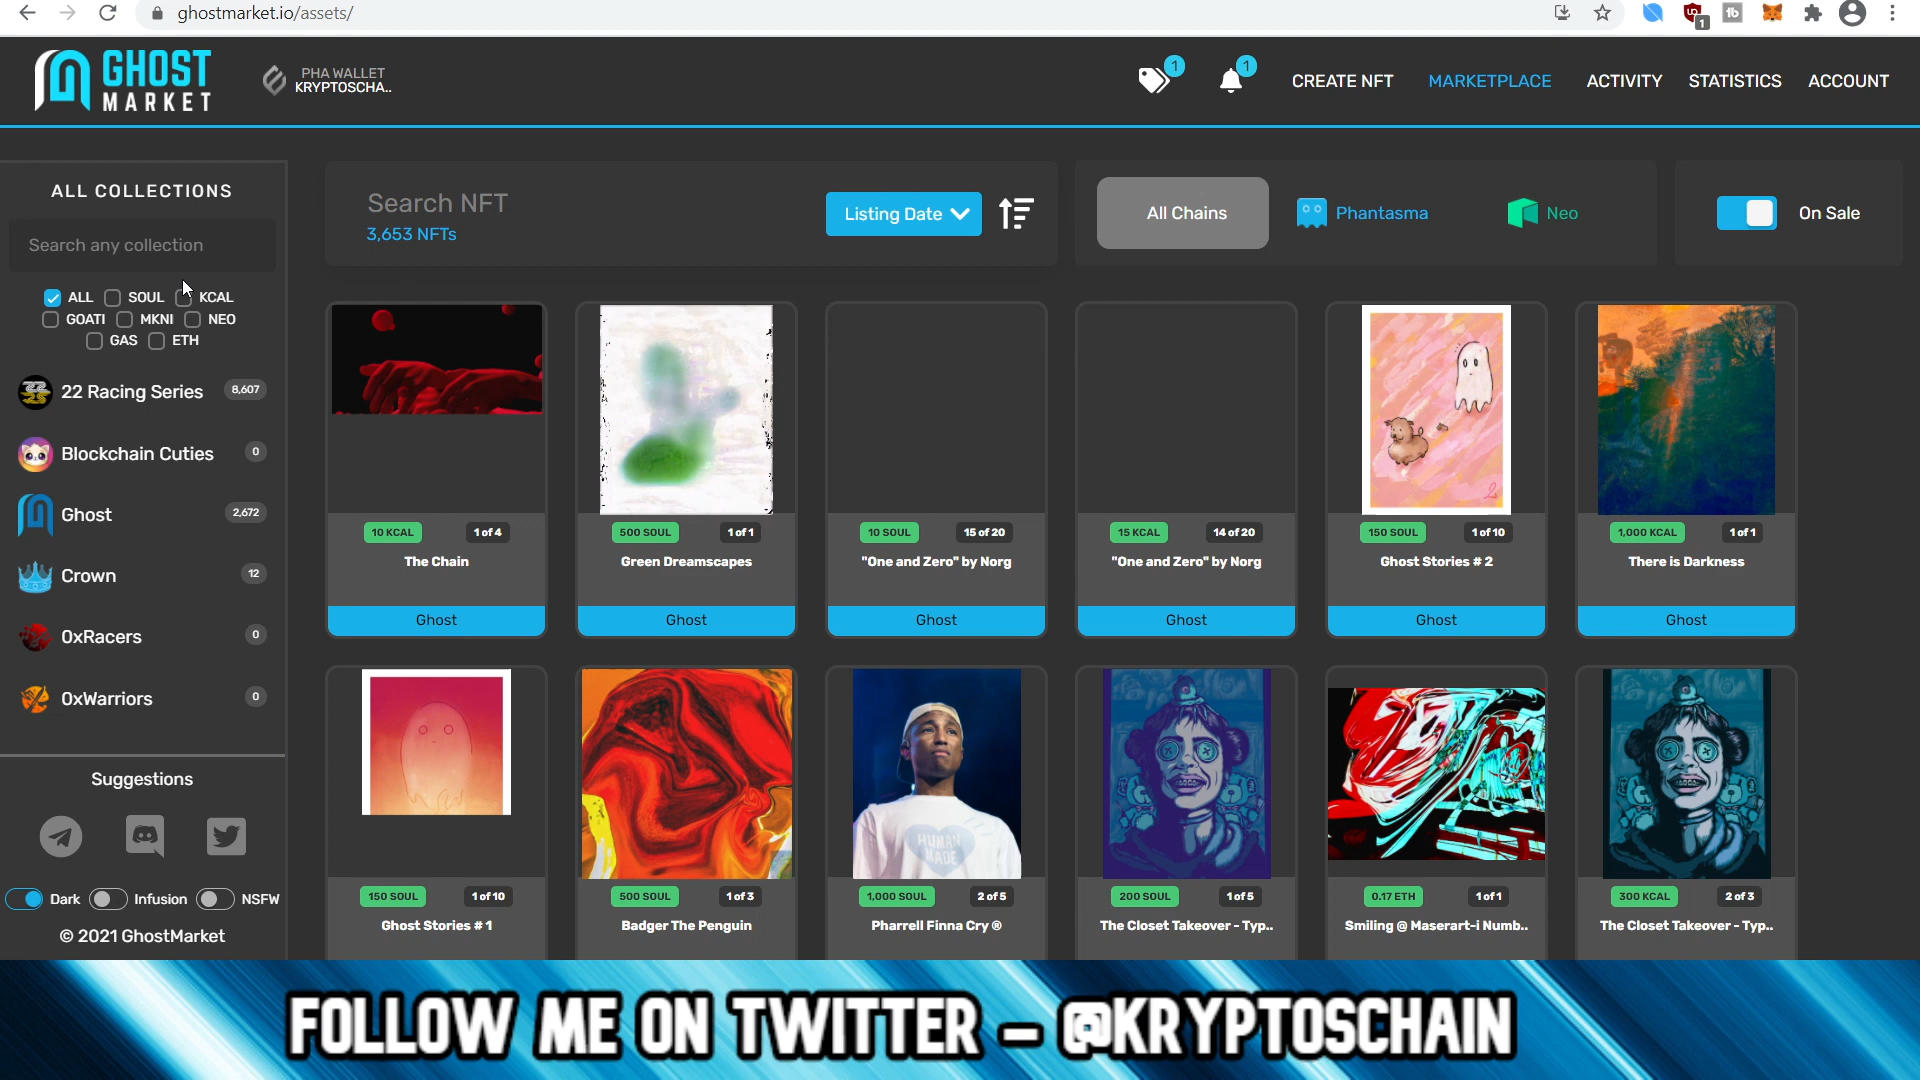 ghostmarket.io/assets/
1
GHOST
MARKET
PHA WALLET
KRYPTOSCHA..
1
1
CREATE NFT
MARKETPLACE
ACTIVITY
STATISTICS
ACCOUNT
ALL COLLECTIONS
Search any collection
ALL
SOUL
KCAL
GOATI
MKNI
NEO
GAS
ETH
22 Racing Series
8,607
Blockchain Cuties
0
Ghost
2,672
Crown
12
0xRacers
0
0xWarriors
0
Suggestions
Dark
Infusion
NSFW
© 2021 GhostMarket
Search NFT
3,653 NFTs
Listing Date
All Chains
Phantasma
Neo
On Sale
10 KCAL
1 of 4
The Chain
Ghost
500 SOUL
1 of 1
Green Dreamscapes
Ghost
10 SOUL
15 of 20
"One and Zero" by Norg
Ghost
15 KCAL
14 of 20
"One and Zero" by Norg
Ghost
150 SOUL
1 of 10
Ghost Stories # 2
Ghost
1,000 KCAL
1 of 1
There is Darkness
Ghost
150 SOUL
1 of 10
Ghost Stories # 1
500 SOUL
1 of 3
Badger The Penguin
HUMAN
MADE
1,000 SOUL
2 of 5
Pharrell Finna Cry ®
200 SOUL
1 of 5
The Closet Takeover - Typ..
0.17 ETH
1 of 1
Smiling @ Maserart-i Numb..
300 KCAL
2 of 3
The Closet Takeover - Typ..
FOLLOW ME ON TWITTER - @KRYPTOSCHAIN